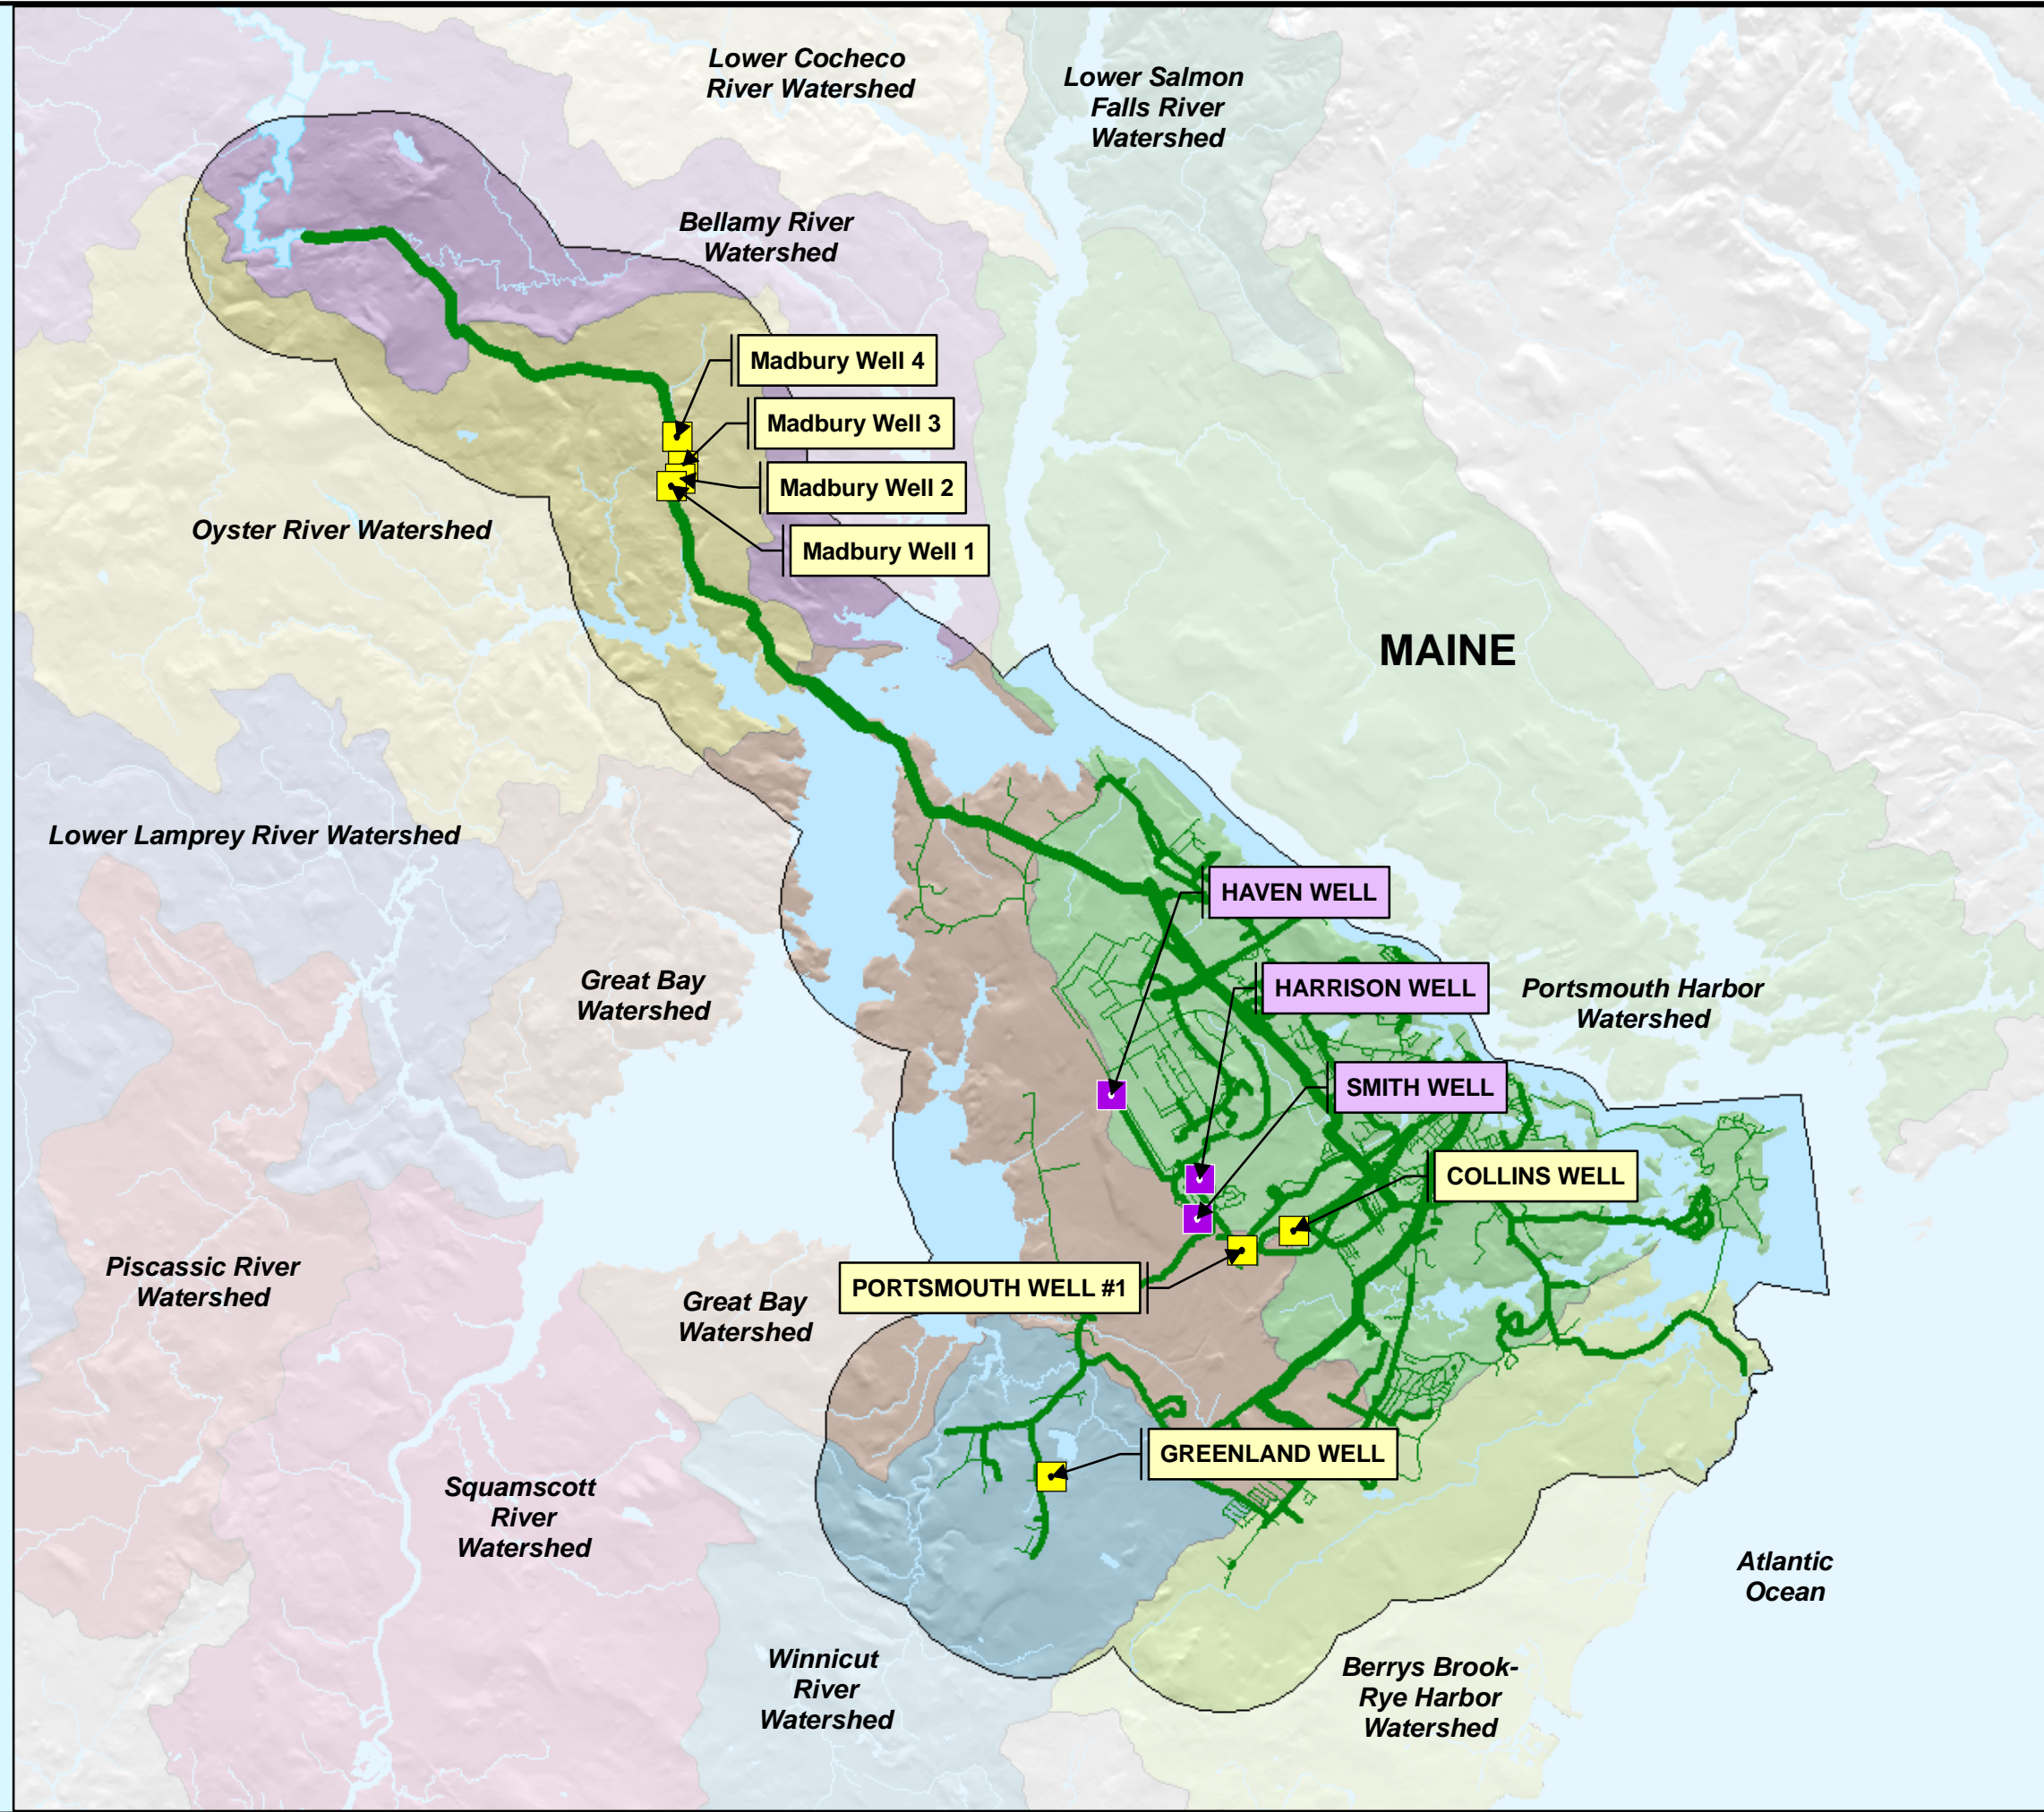 Lower Cocheco
River Watershed
Lower Salmon
Falls River
Watershed
Bellamy River
Watershed
Madbury Well 4
Madbury Well 3
Madbury Well 2
Madbury Well 1
Oyster River Watershed
MAINE
Lower Lamprey River Watershed
HAVEN WELL
Great Bay
Watershed
HARRISON WELL
Portsmouth Harbor
Watershed
SMITH WELL
COLLINS WELL
Piscassic River
Watershed
PORTSMOUTH WELL #1
Great Bay
Watershed
GREENLAND WELL
Squamscott
River
Watershed
Atlantic
Ocean
Winnicut
River
Watershed
Berrys Brook-
Rye Harbor
Watershed